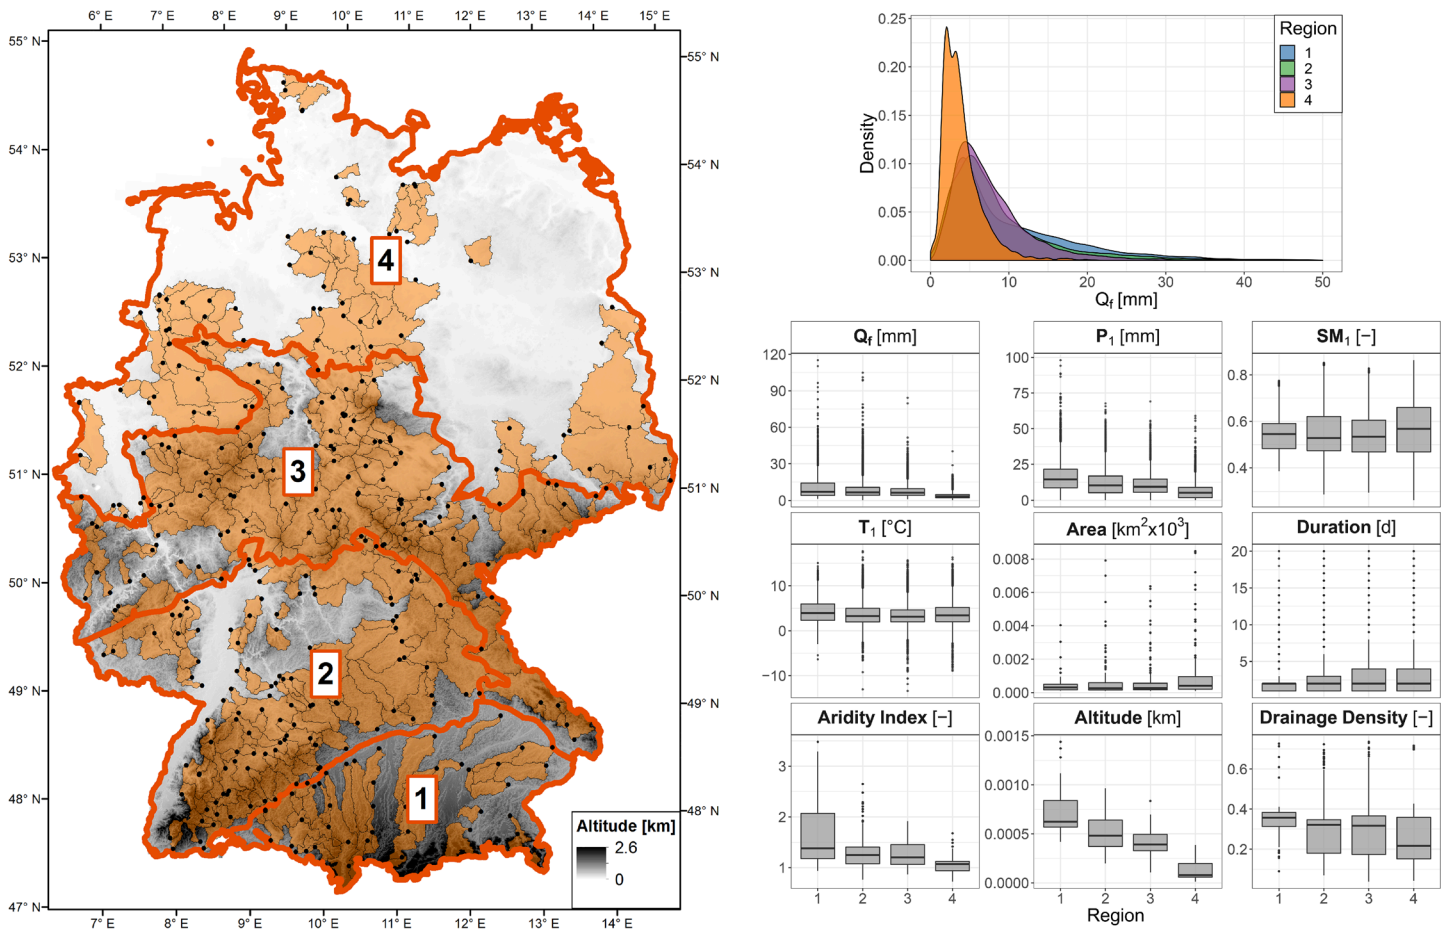 6° E 7° E 8° E 9° E 10° E 11° E 12° E 13° E 14° E 15° E
55° N
54° N
53° N
52° N
51° N
50° N
49° N
48° N
47° N
55° N
54° N
53° N
52° N
51° N
50° N
49° N
48° N
4
3
2
1
Altitude [km]
2.6
0
7° E 8° E 9° E 10° E 11° E 12° E 13° E 14° E
Density
0.25
0.20
0.15
0.10
0.05
0.00
0 10 20 30 40 50
Qf [mm]
Region
1
2
3
4
Qf [mm]
120
90
60
30
0
P1 [mm]
100
75
50
25
0
SM1 [−]
0.8
0.6
0.4
T1 [°C]
10
0
−10
Area [km2x103]
0.008
0.006
0.004
0.002
0.000
Duration [d]
20
15
10
5
Aridity Index [−]
3
2
1
1 2 3 4
Altitude [km]
0.0015
0.0010
0.0005
0.0000
1 2 3 4
Drainage Density [−]
0.6
0.4
0.2
1 2 3 4
Region